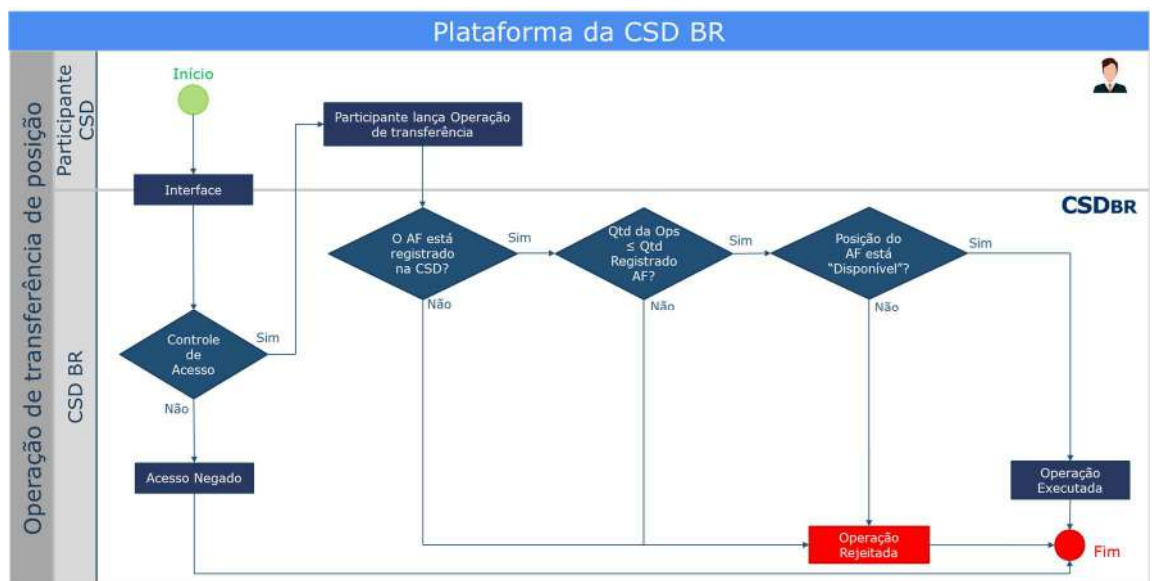 Plataforma da CSD BR
Operação de transferência de posição
Participante
CSD
Início
Participante lança Operação
de transferência
Interface
CSD BR
CSDBR
O AF está
registrado
na CSD?
Sim
Não
Qtd da Ops
≤ Qtd
Registrado
AF?
Sim
Não
Posição do
AF está
“Disponível”?
Sim
Não
Controle
de
Acesso
Sim
Não
Acesso Negado
Operação
Executada
Operação
Rejeitada
Fim